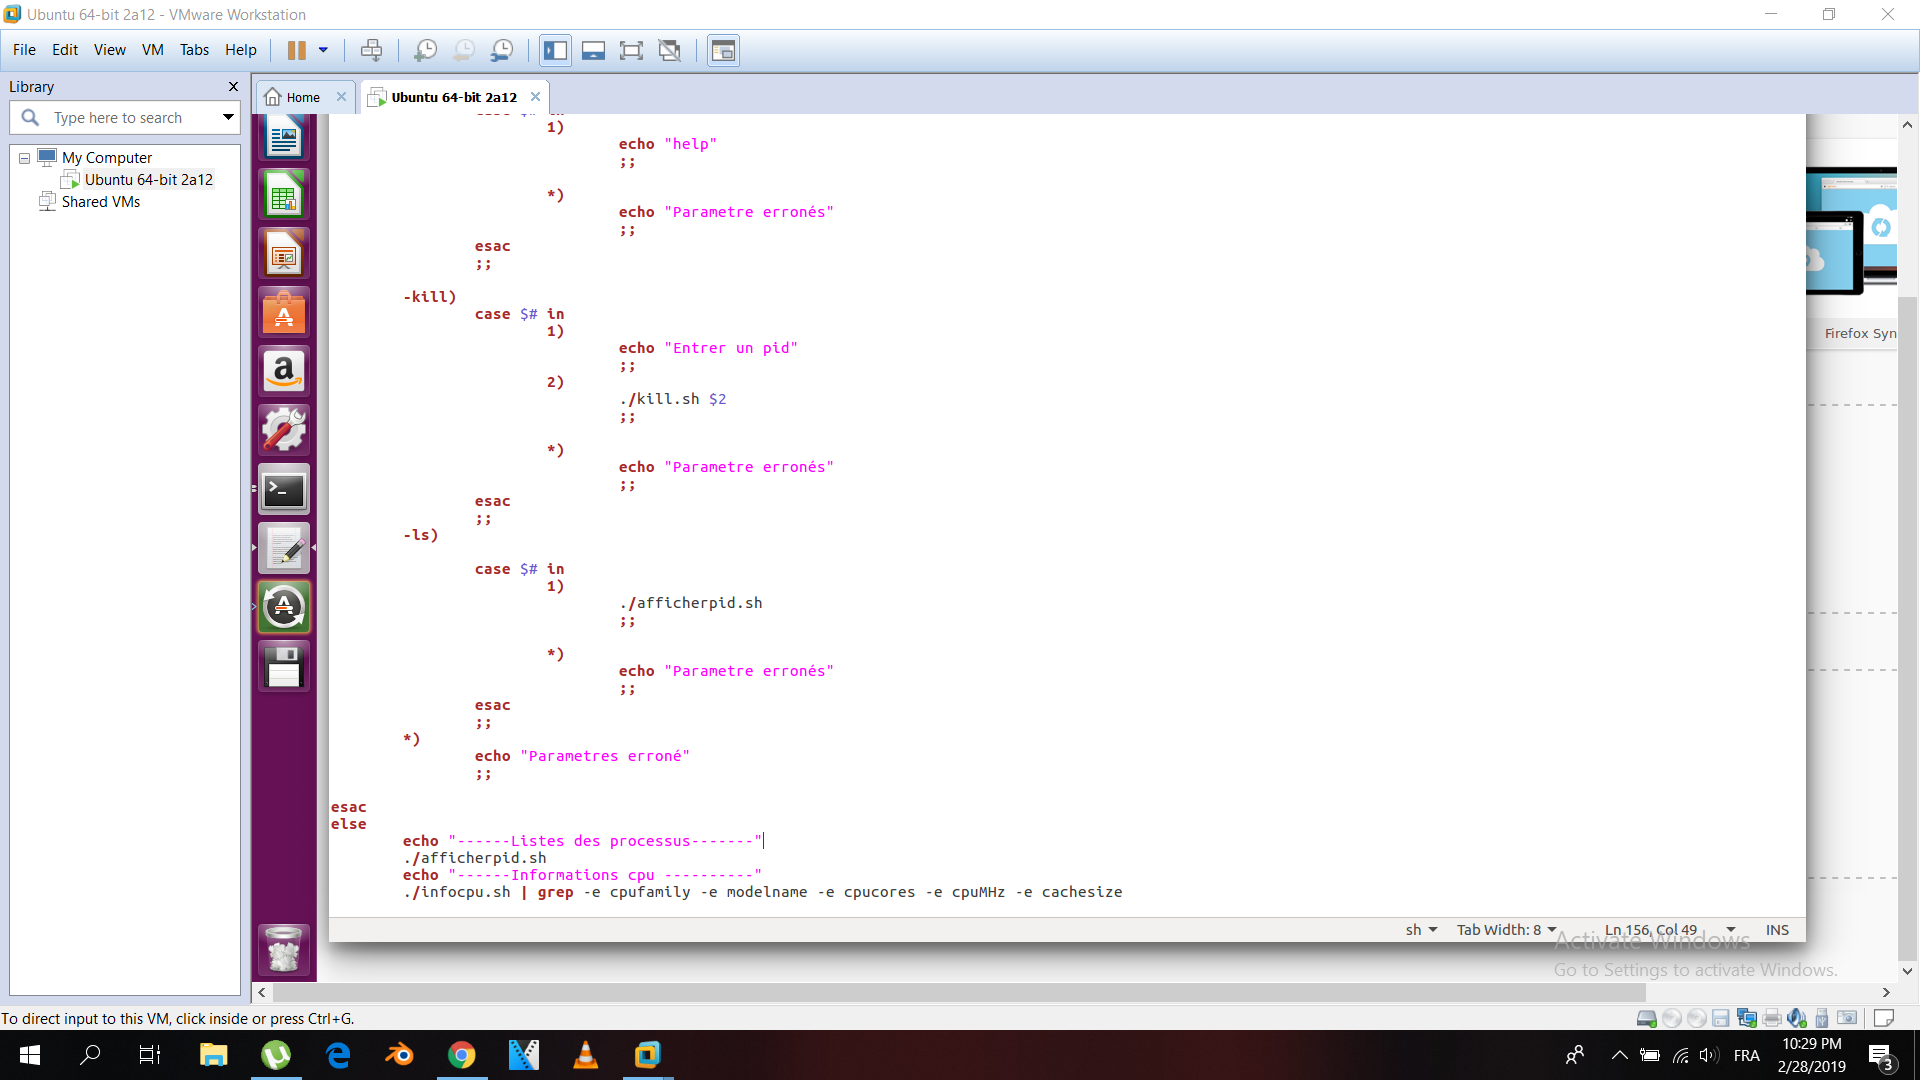 Ubuntu 64-bit 2a12 - VMware Workstation
File Edit View VM Tabs Help
Library
Type here to search
My Computer
Ubuntu 64-bit 2a12
Shared VMs
Home
Ubuntu 64-bit 2a12
1)
echo "help"
;;
*)
echo "Parametre erronés"
;;
esac
;;
-kill)
case $# in
1)
echo "Entrer un pid"
;;
2)
./kill.sh $2
;;
*)
echo "Parametre erronés"
;;
esac
;;
-ls)
case $# in
1)
./afficherpid.sh
;;
*)
echo "Parametre erronés"
;;
esac
;;
*)
echo "Parametres erroné"
;;
esac
else
echo "------Listes des processus-------"
./afficherpid.sh
echo "------Informations cpu ----------"
./infocpu.sh | grep -e cpufamily -e modelname -e cpucores -e cpuMHz -e cachesize
Firefox Syn
sh Tab Width: 8 Ln 156, Col 49 INS
Activate Windows
Go to Settings to activate Windows.
To direct input to this VM, click inside or press Ctrl+G.
FRA
10:29 PM
2/28/2019
3